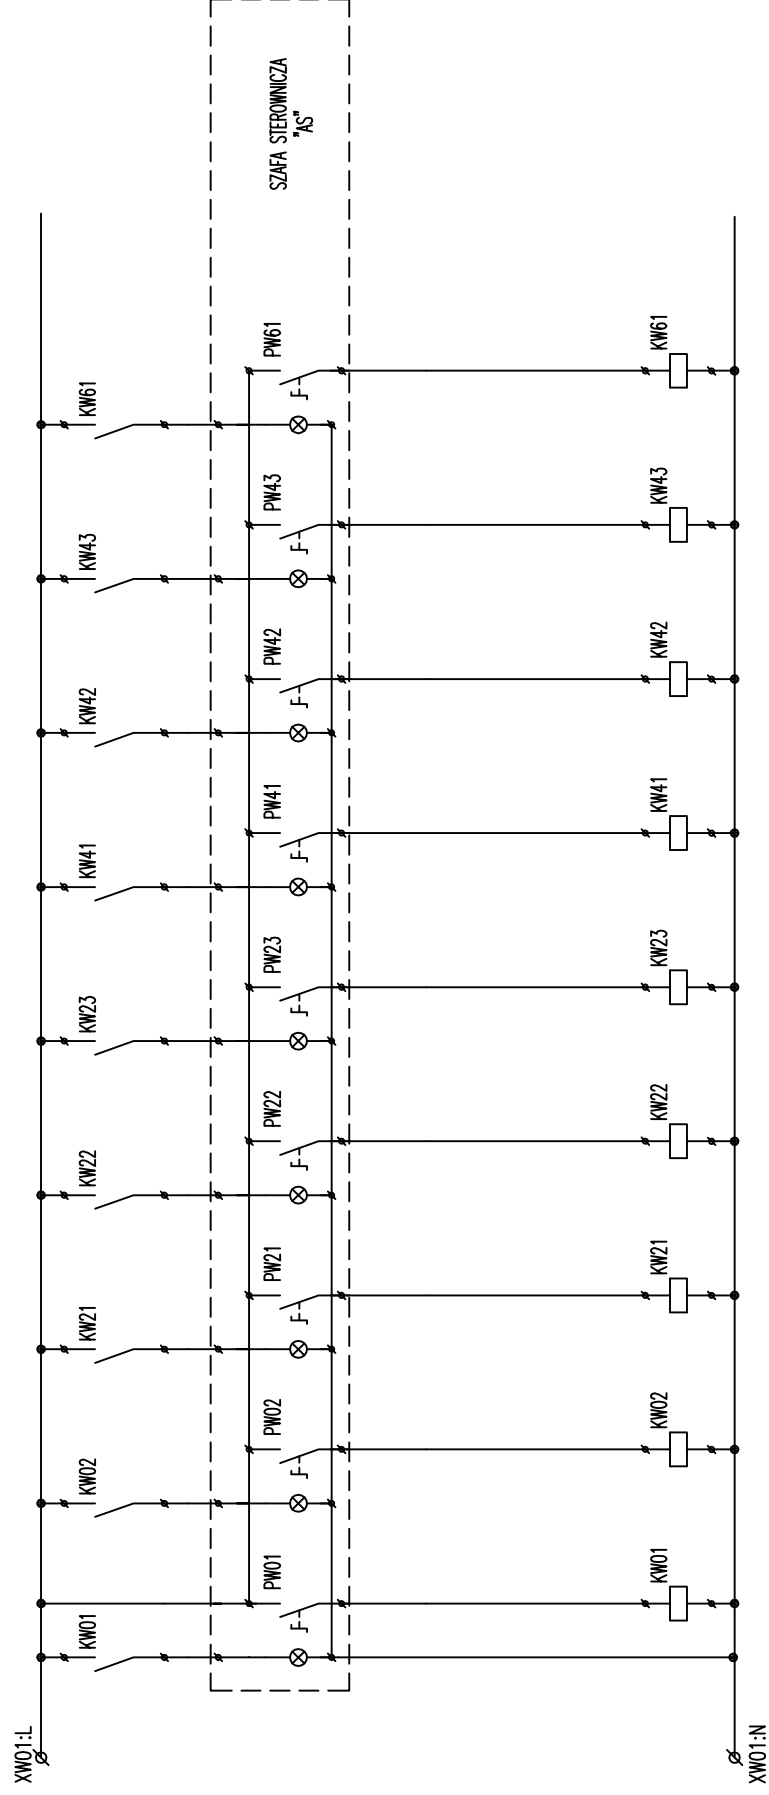 XW01:L
KW01
KW02
KW21
KW22
KW23
KW41
KW42
KW43
KW61
SZAFA STEROWNICZA
"AS"
PW01
PW02
PW21
PW22
PW23
PW41
PW42
PW43
PW61
KW01
KW02
KW21
KW22
KW23
KW41
KW42
KW43
KW61
XW01:N